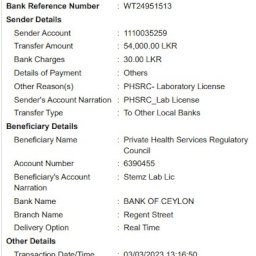 Bank Reference Number : WT24951513
Sender Details
Sender Account : 1110035259
Transfer Amount : 54,000.00 LKR
Bank Charges : 30.00 LKR
Details of Payment : Others
Other Reason(s) : PHSRC- Laboratory License
Sender's Account Narration : PHSRC_Lab License
Transfer Type : To Other Local Banks
Beneficiary Details
Beneficiary Name : Private Health Services Regulatory
Council
Account Number : 6390455
Beneficiary's Account : Stemz Lab Lic
Narration
Bank Name : BANK OF CEYLON
Branch Name : Regent Street
Delivery Option : Real Time
Other Details
Transaction Date/Time : 03/03/2023 13:16:50